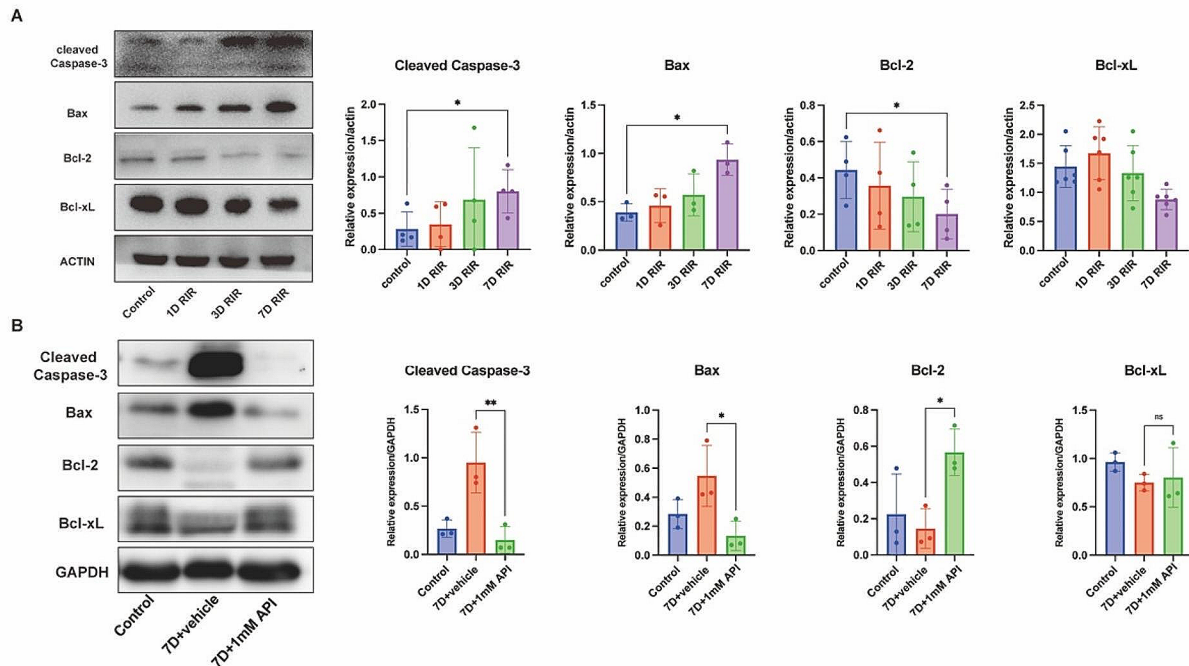 A
cleaved
Caspase-3
Bax
Bcl-2
Bcl-xL
ACTIN
Control
1D RIR
3D RIR
7D RIR
Cleaved Caspase-3
Relative expression/actin
2.0
1.5
1.0
0.5
0.0
*
control
1D RIR
3D RIR
7D RIR
Bax
Relative expression/actin
1.5
1.0
0.5
0.0
*
control
1D RIR
3D RIR
7D RIR
Bcl-2
Relative expression/actin
0.8
0.6
0.4
0.2
0.0
*
control
1D RIR
3D RIR
7D RIR
Bcl-xL
Relative expression/actin
2.5
2.0
1.5
1.0
0.5
0.0
control
1D RIR
3D RIR
7D RIR
B
Cleaved
Caspase-3
Bax
Bcl-2
Bcl-xL
GAPDH
Control
7D+vehicle
7D+1mM API
Cleaved Caspase-3
Relative expression/GAPDH
1.5
1.0
0.5
0.0
**
Control
7D+vehicle
7D+1mM API
Bax
Relative expression/GAPDH
1.0
0.8
0.6
0.4
0.2
0.0
*
Control
7D+vehicle
7D+1mM API
Bcl-2
Relative expression/GAPDH
0.8
0.6
0.4
0.2
0.0
*
Control
7D+vehicle
7D+1mM API
Bcl-xL
Relative expression/GAPDH
1.5
1.0
0.5
0.0
ns
Control
7D+vehicle
7D+1mM API